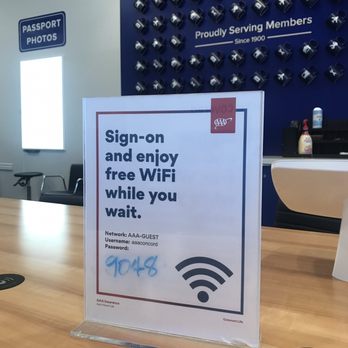 PASSPORT
PHOTOS
Proudly Serving Members
Since 1900
AAA
Sign-on
and enjoy
free WiFi
while you
wait.
Network: AAA-GUEST
Username: aaaconcord
Password:
9048